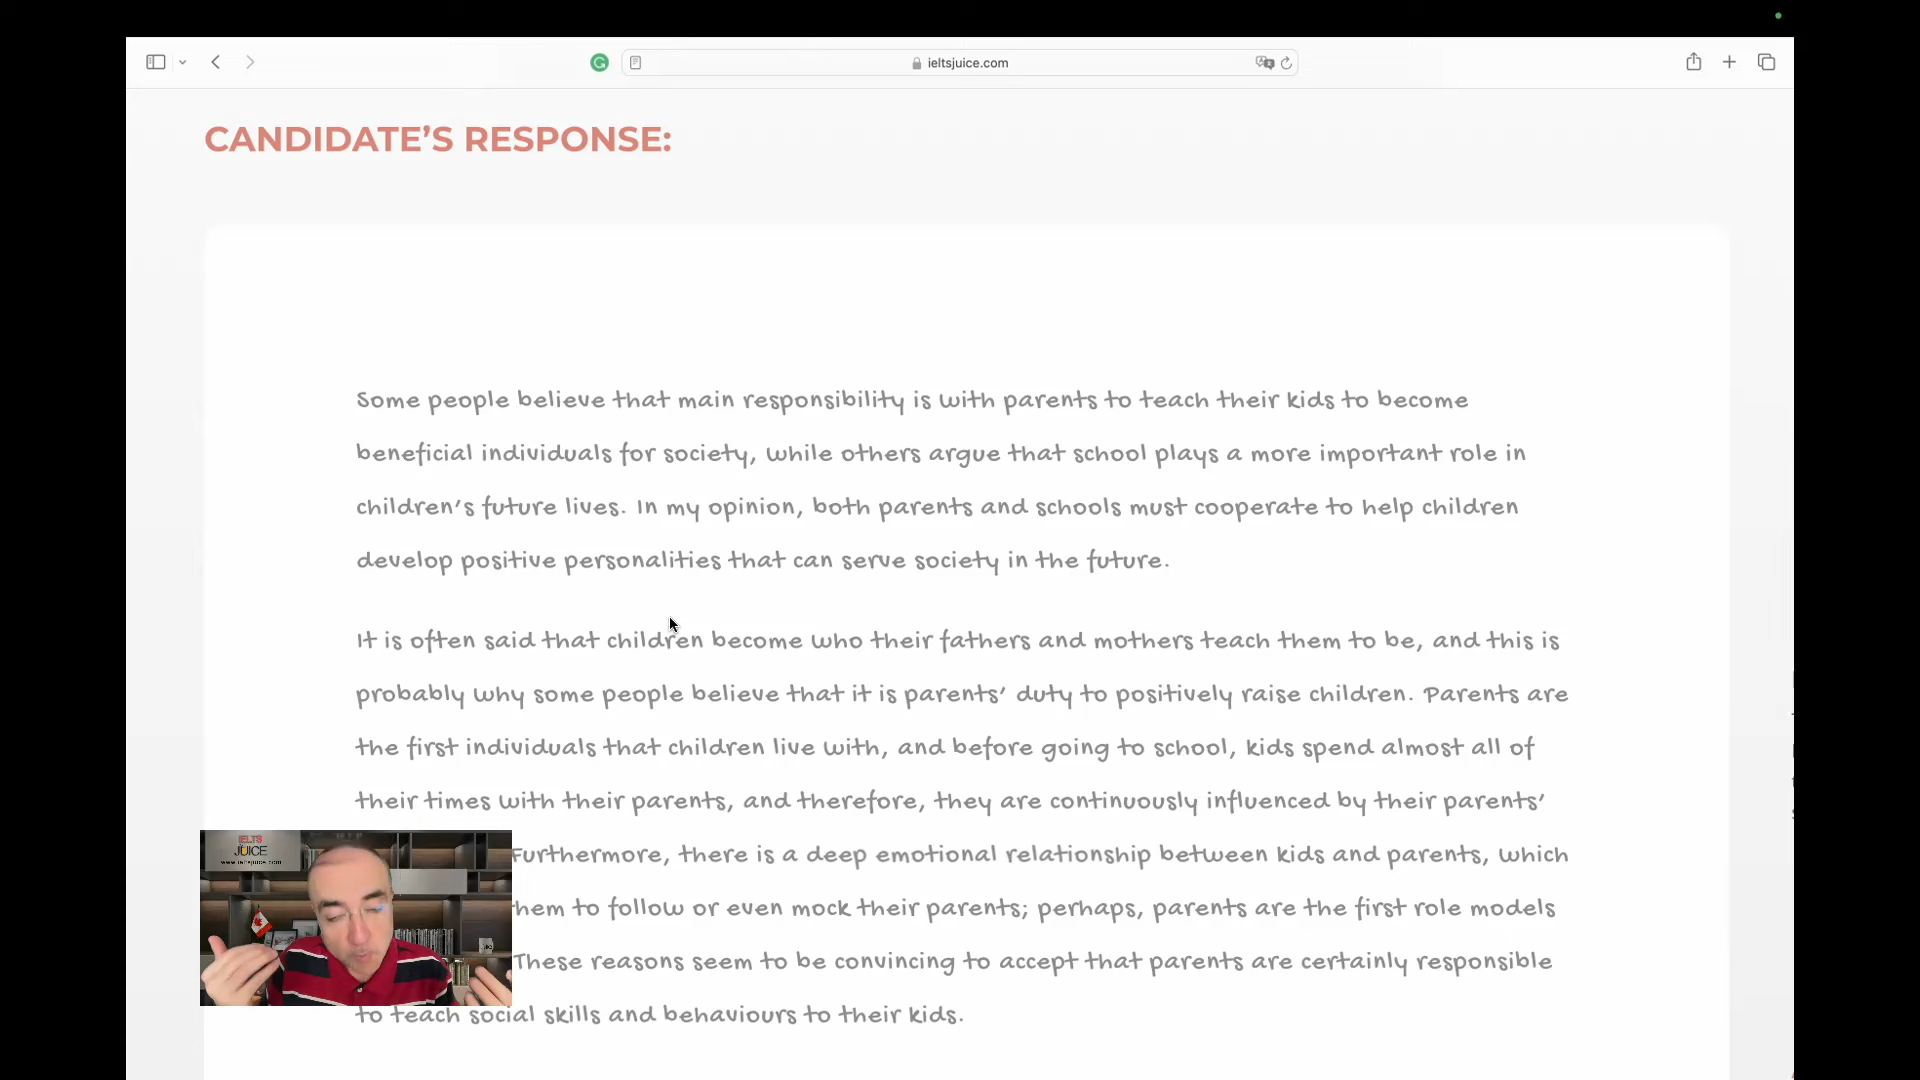 ieltsjuice.com
CANDIDATE’S RESPONSE:
Some people believe that main responsibility is with parents to teach their kids to become
beneficial individuals for society, while others argue that school plays a more important role in
children’s future lives. In my opinion, both parents and schools must cooperate to help children
develop positive personalities that can serve society in the future.
It is often said that children become who their fathers and mothers teach them to be, and this is
probably why some people believe that it is parents’ duty to positively raise children. Parents are
the first individuals that children live with, and before going to school, kids spend almost all of
their times with their parents, and therefore, they are continuously influenced by their parents’
Furthermore, there is a deep emotional relationship between kids and parents, which
them to follow or even mock their parents; perhaps, parents are the first role models
These reasons seem to be convincing to accept that parents are certainly responsible
to teach social skills and behaviours to their kids.
IELTS
JUICE
www.ieltsjuice.com